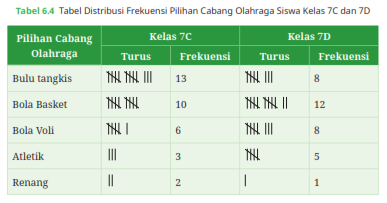 Tabel 6.4 Tabel Distribusi Frekuensi Pilihan Cabang Olahraga Siswa Kelas 7C dan 7D
Pilihan Cabang Olahraga Kelas 7C Kelas 7D
Turus Frekuensi Turus Frekuensi
Bulu tangkis 13 8
Bola Basket 10 12
Bola Voli 6 8
Atletik 3 5
Renang 2 1